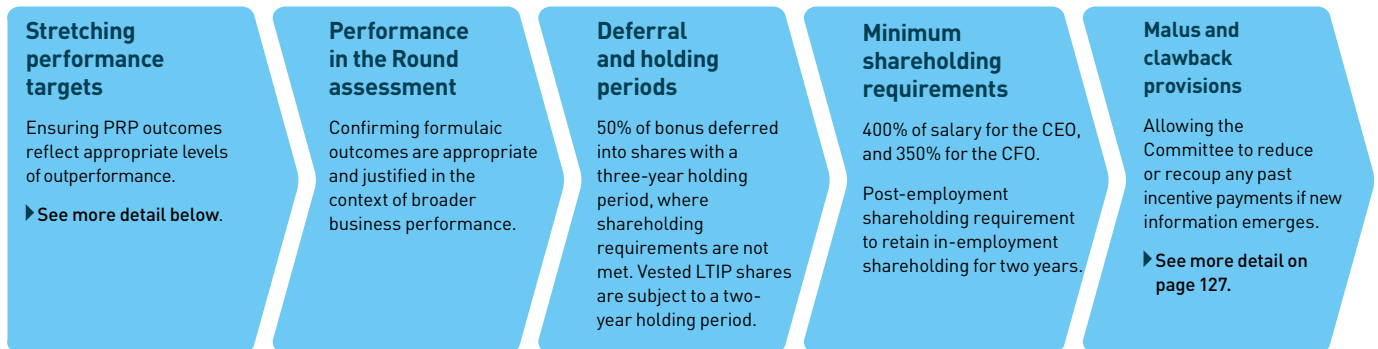 Stretching
performance
targets
Ensuring PRP outcomes
reflect appropriate levels
of outperformance.
See more detail below.
Performance
in the Round
assessment
Confirming formulaic
outcomes are appropriate
and justified in the
context of broader
business performance.
Deferral
and holding
periods
50% of bonus deferred
into shares with a
three-year holding
period, where
shareholding
requirements are not
met. Vested LTIP shares
are subject to a two-
year holding period.
Minimum
shareholding
requirements
400% of salary for the CEO,
and 350% for the CFO.
Post-employment
shareholding requirement
to retain in-employment
shareholding for two years.
Malus and
clawback
provisions
Allowing the
Committee to reduce
or recoup any past
incentive payments if new
information emerges.
See more detail on
page 127.